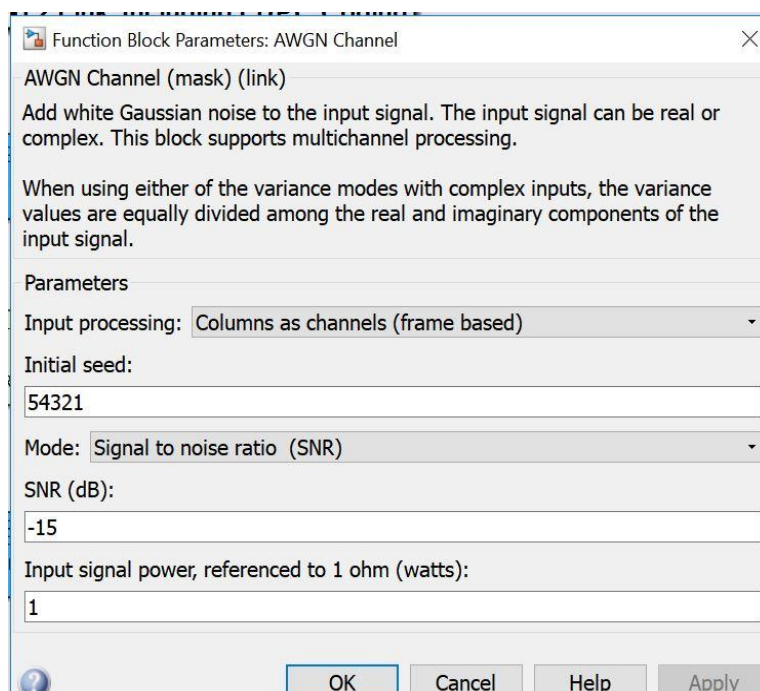 Function Block Parameters: AWGN Channel
AWGN Channel (mask) (link)
Add white Gaussian noise to the input signal. The input signal can be real or
complex. This block supports multichannel processing.
When using either of the variance modes with complex inputs, the variance
values are equally divided among the real and imaginary components of the
input signal.
Parameters
Input processing: Columns as channels (frame based)
Initial seed:
54321
Mode: Signal to noise ratio (SNR)
SNR (dB):
-15
Input signal power, referenced to 1 ohm (watts):
1
OK Cancel Help Apply